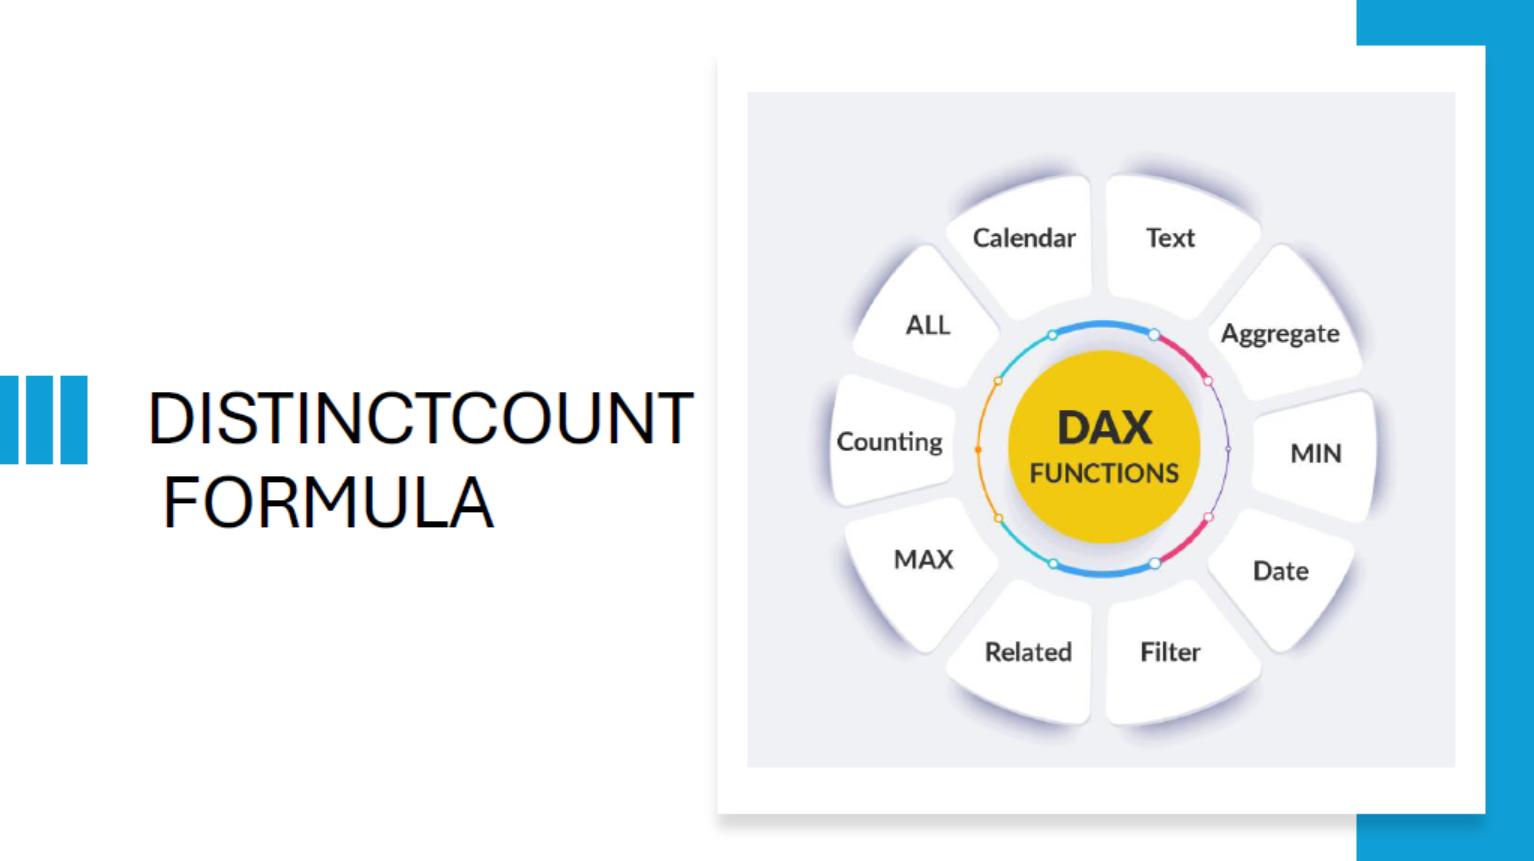 DISTINCTCOUNT
FORMULA
Calendar
Text
ALL
Aggregate
Counting
DAX
FUNCTIONS
MIN
MAX
Date
Related
Filter